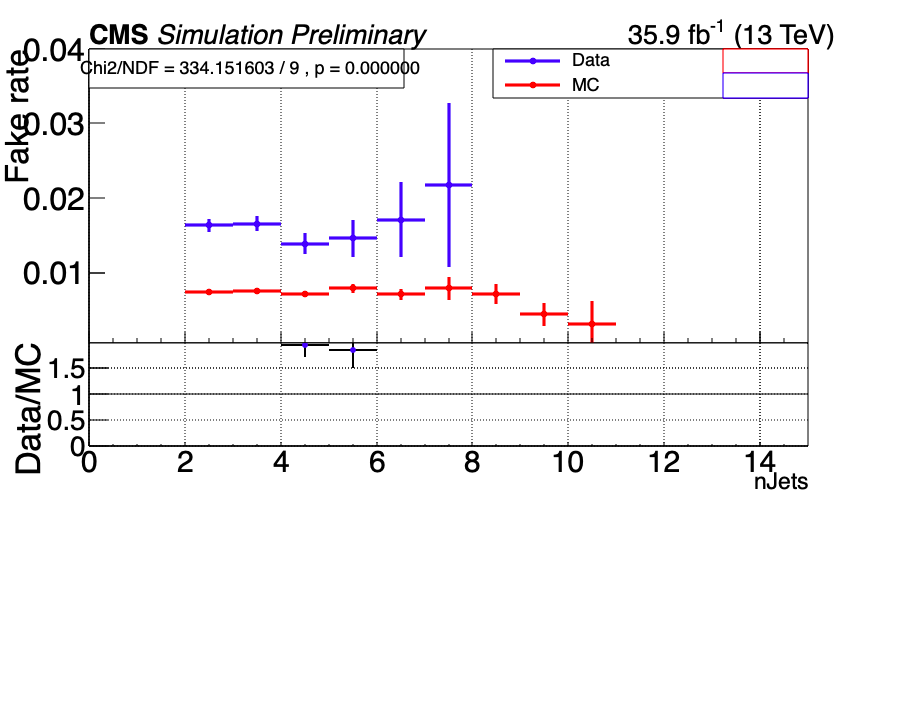 CMS Simulation Preliminary 35.9 fb⁻¹ (13 TeV)
Chi2/NDF = 334.151603 / 9 , p = 0.000000
Data
MC
Fake rate
0.04
0.03
0.02
0.01
Data/MC
1.5
1
0.5
0
0 2 4 6 8 10 12 14
nJets